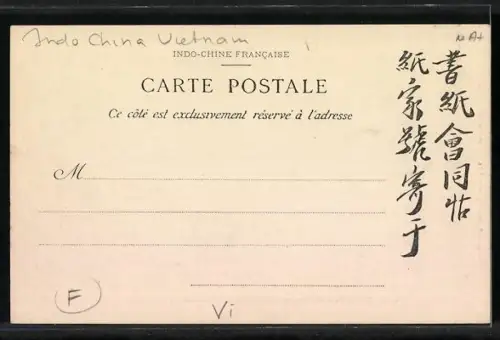 Indo China Vietnam
N A+
INDO-CHINE FRANÇAISE
CARTE POSTALE
Ce côté est exclusivement réservé à l'adresse
M
書紙會同帖
紙家號寄于
F
Vi